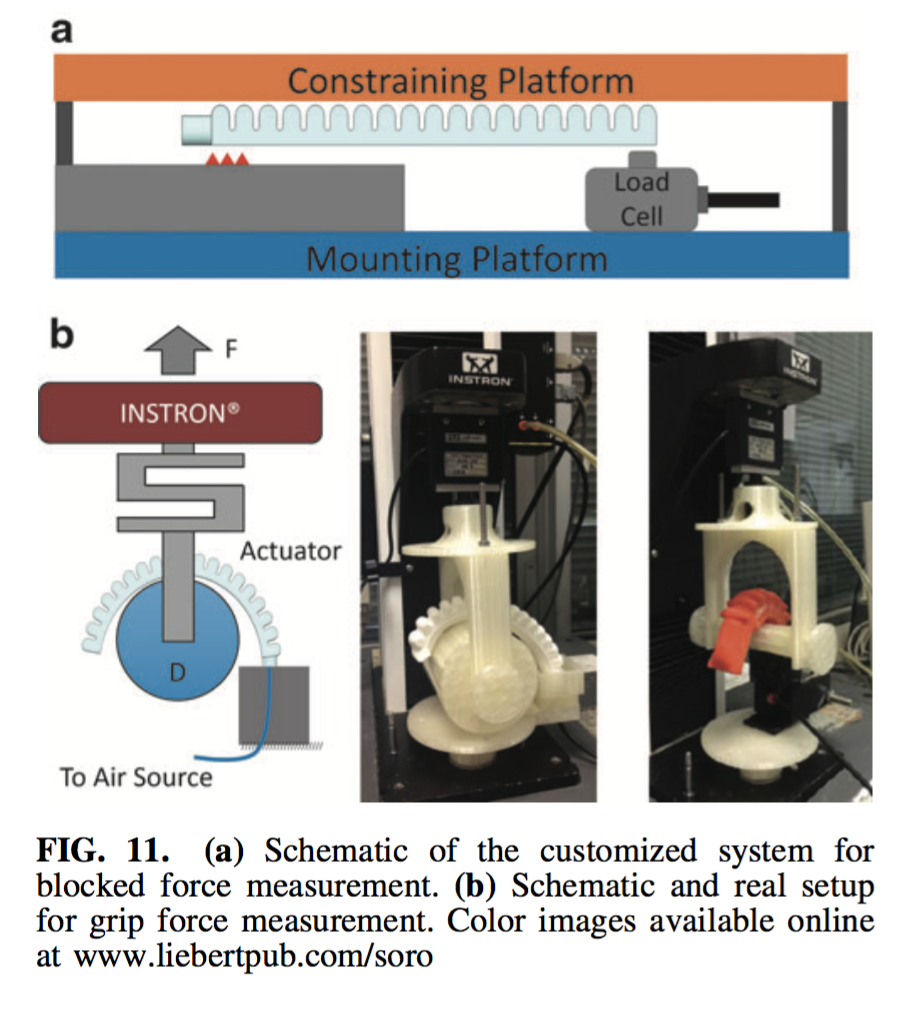 a
Constraining Platform
Load
Cell
Mounting Platform
b
F
INSTRON®
Actuator
D
To Air Source
INSTRON
INSTRON
FIG. 11. (a) Schematic of the customized system for
blocked force measurement. (b) Schematic and real setup
for grip force measurement. Color images available online
at www.liebertpub.com/soro